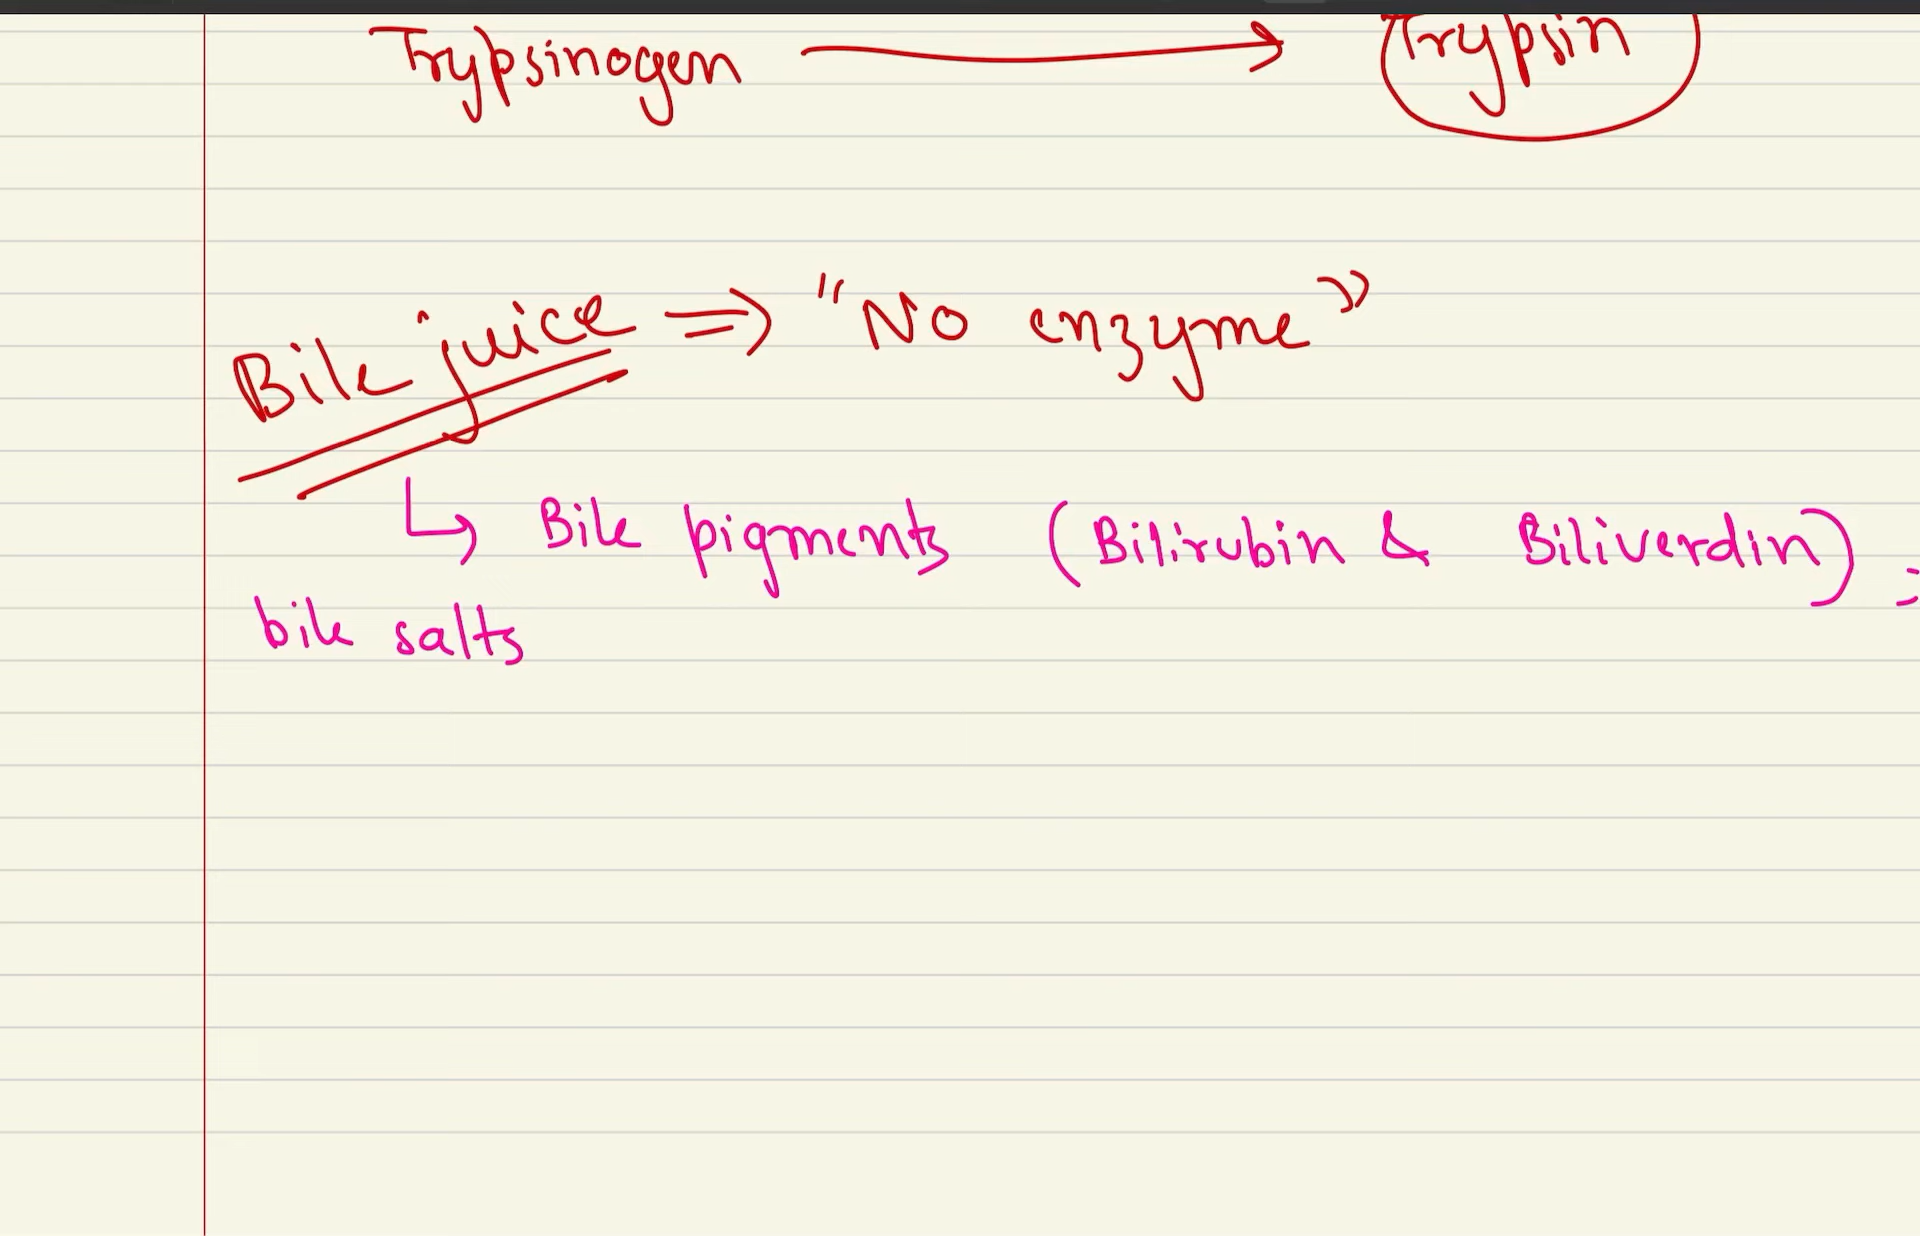 Trypsinogen → Trypsin
Bile juice ⇒ "No enzyme"
↳ Bile pigments (Bilirubin & Biliverdin)
bile salts